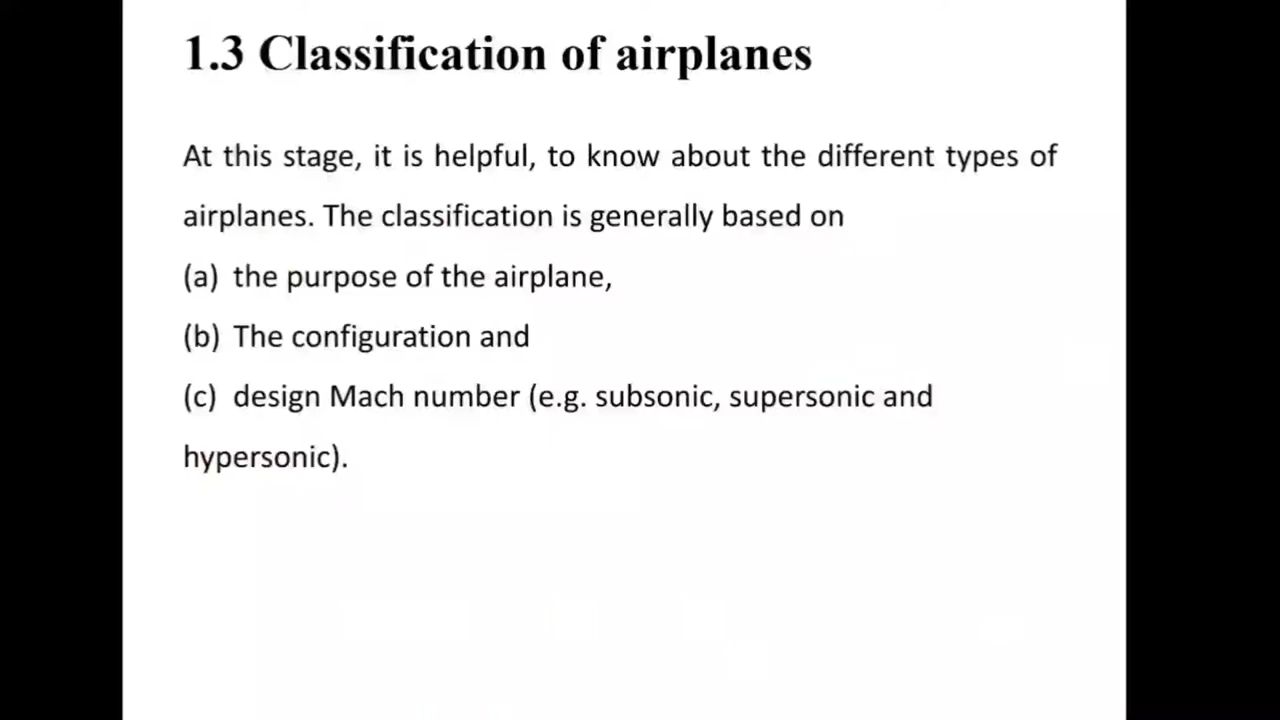 1.3 Classification of airplanes
At this stage, it is helpful, to know about the different types of
airplanes. The classification is generally based on
(a) the purpose of the airplane,
(b) The configuration and
(c) design Mach number (e.g. subsonic, supersonic and
hypersonic).